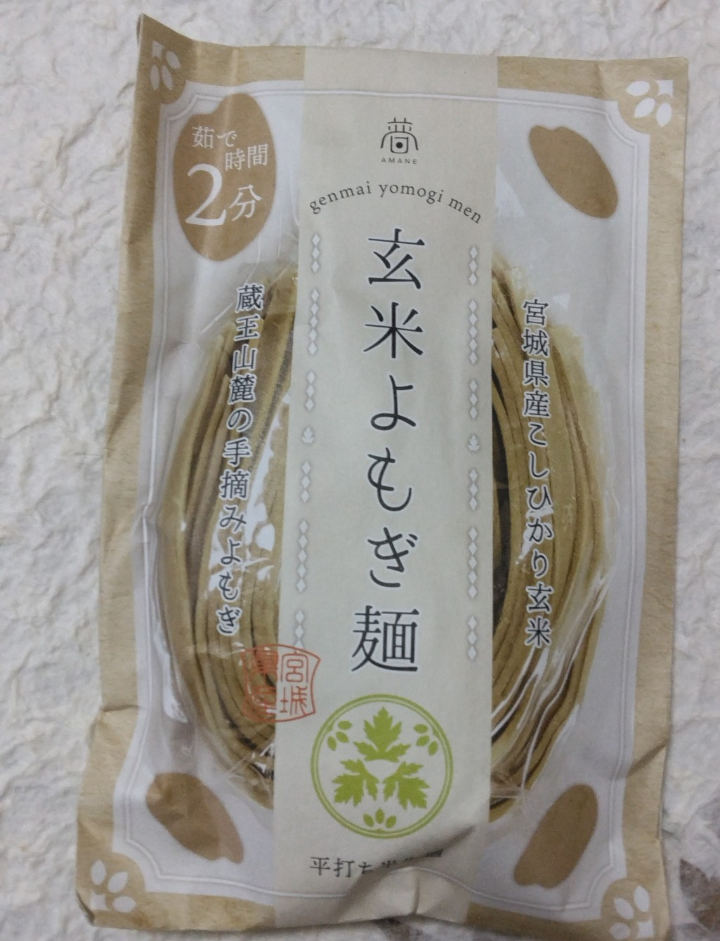 AMANE
genmai yomogi men
茹で
時間
2分
玄米よもぎ麺
宮城県産こしひかり玄米
蔵王山麓の手摘みよもぎ
宮城
平打ち